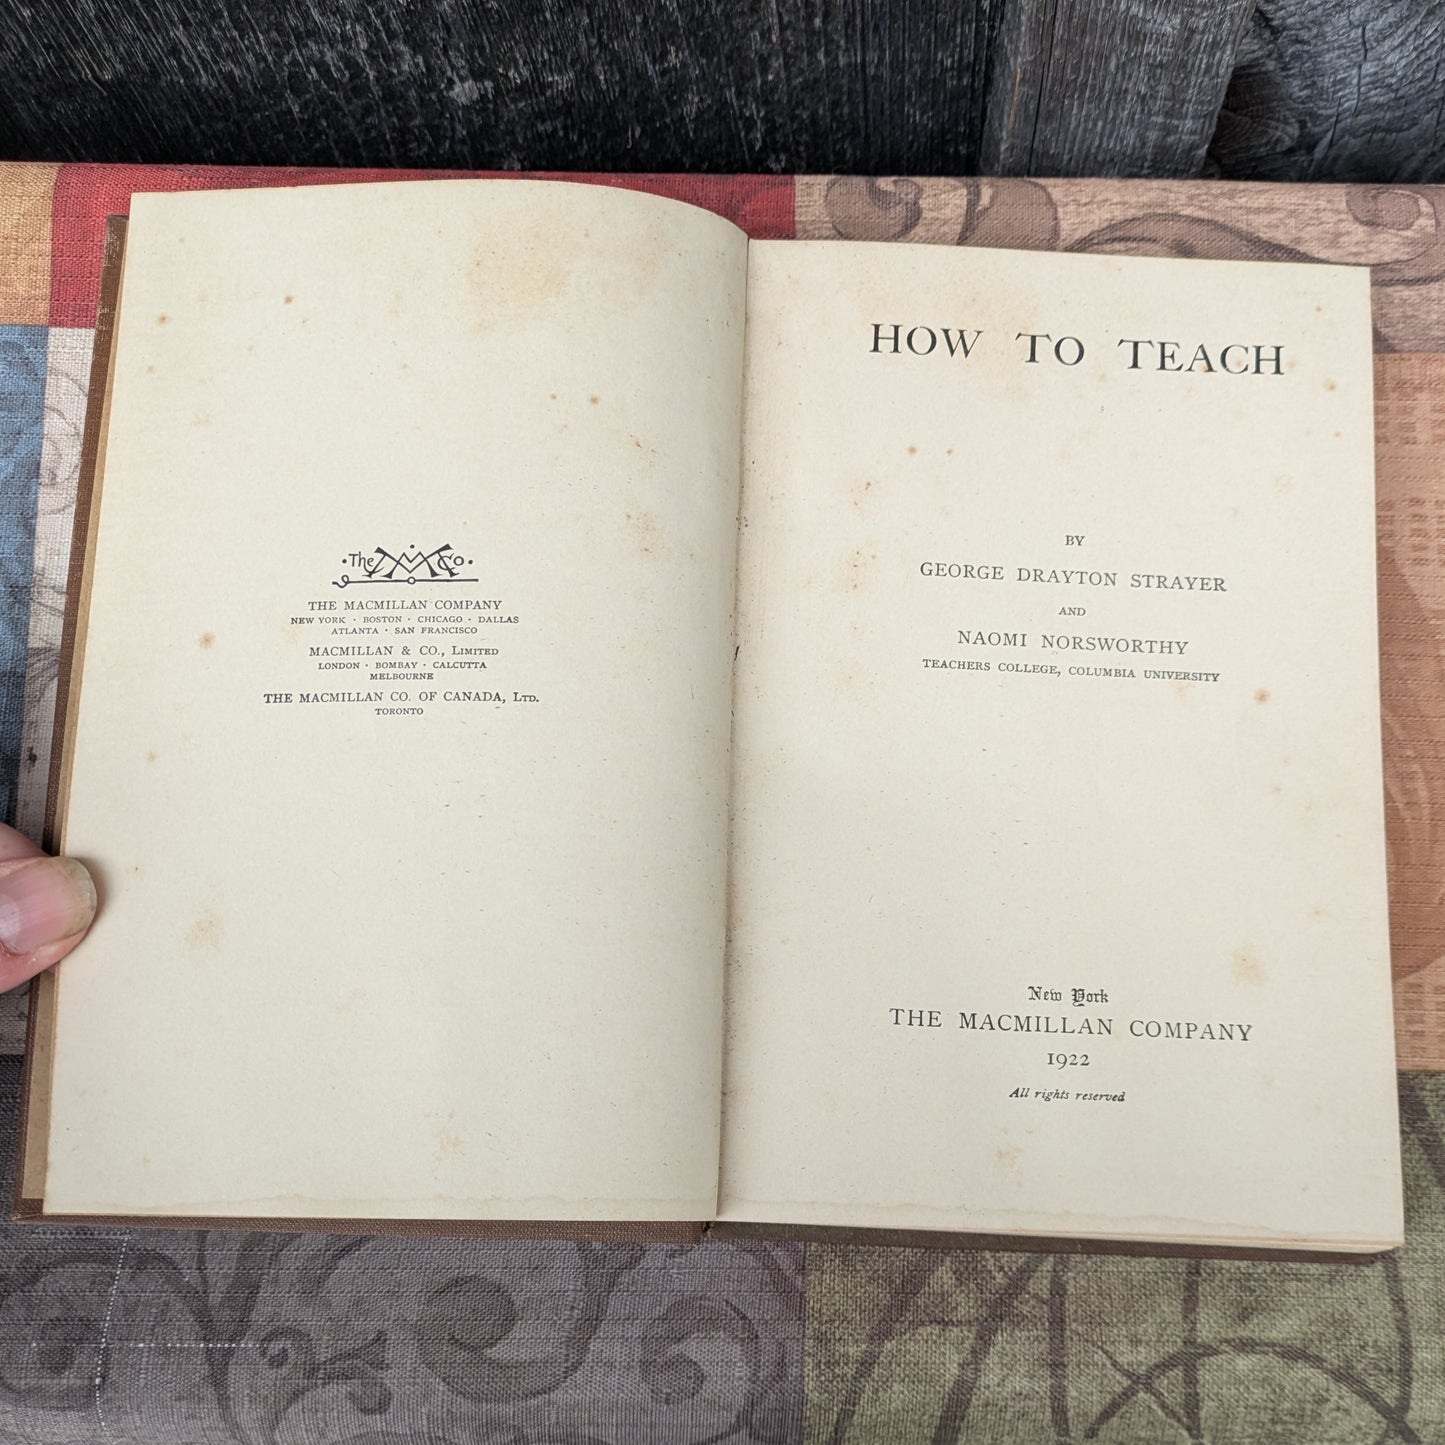 The MM Co.
THE MACMILLAN COMPANY
NEW YORK · BOSTON · CHICAGO · DALLAS
ATLANTA · SAN FRANCISCO
MACMILLAN & CO., LIMITED
LONDON · BOMBAY · CALCUTTA
MELBOURNE
THE MACMILLAN CO. OF CANADA, LTD.
TORONTO
HOW TO TEACH
BY
GEORGE DRAYTON STRAYER
AND
NAOMI NORSWORTHY
TEACHERS COLLEGE, COLUMBIA UNIVERSITY
New York
THE MACMILLAN COMPANY
1922
All rights reserved